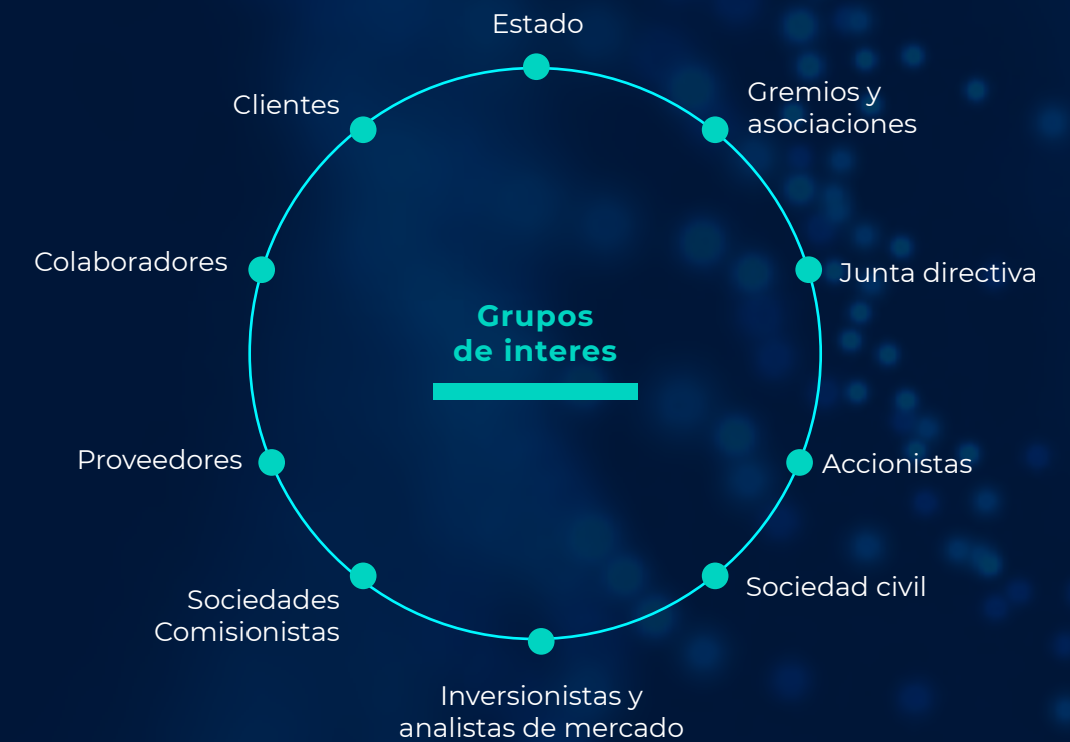 Estado
Clientes
Gremios y
asociaciones
Colaboradores
Junta directiva
Grupos
de interes
Proveedores
Accionistas
Sociedades
Comisionistas
Sociedad civil
Inversionistas y
analistas de mercado